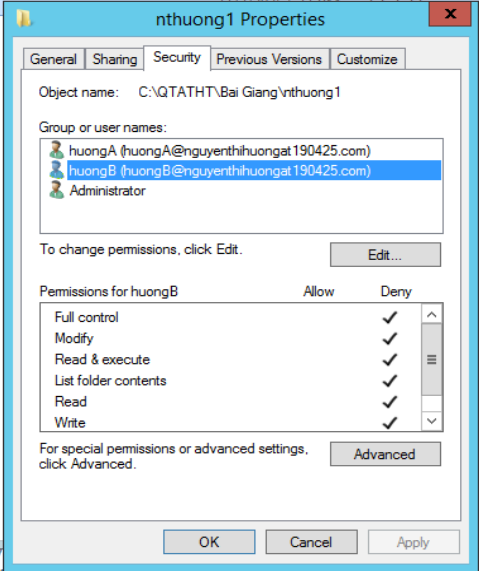 nthuong1 Properties
x
General Sharing Security Previous Versions Customize
Object name: C:\QTATHT\Bai Giang\nthuong1
Group or user names:
huongA (huongA@nguyenthihuongat190425.com)
huongB (huongB@nguyenthihuongat190425.com)
Administrator
To change permissions, click Edit.
Edit...
Permissions for huongB Allow Deny
Full control
Modify
Read & execute
List folder contents
Read
Write
For special permissions or advanced settings,
click Advanced.
Advanced
OK Cancel Apply